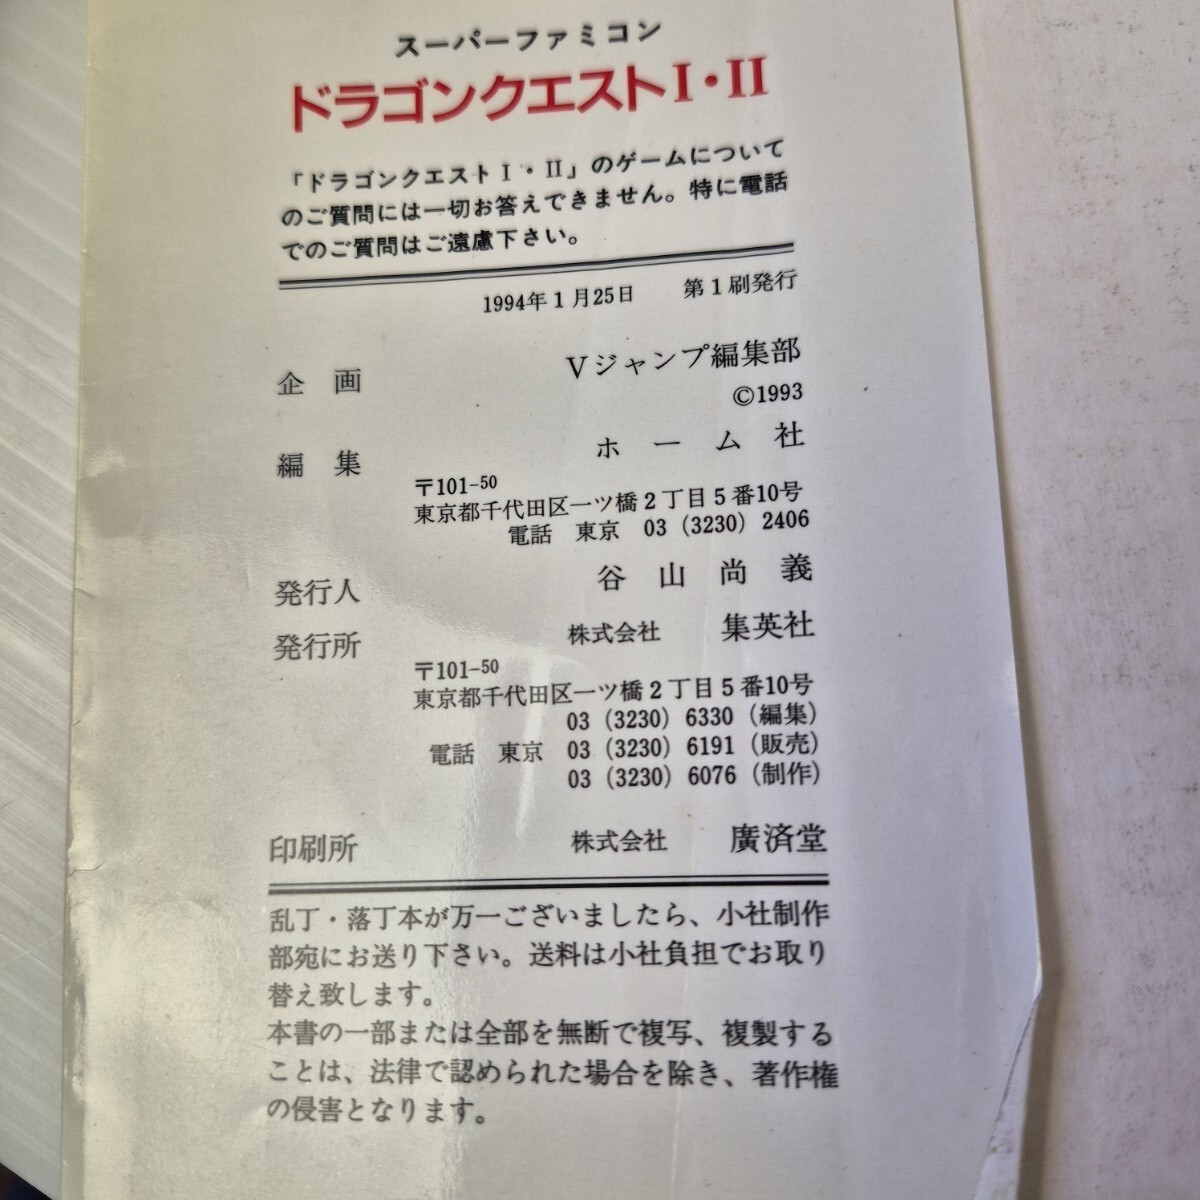 スーパーファミコン
ドラゴンクエストI・II
「ドラゴンクエストI・II」のゲームについて
のご質問には一切お答えできません。特に電話
でのご質問はご遠慮下さい。
1994年1月25日　第1刷発行
企　画　Vジャンプ編集部
©1993
編　集　ホ　ー　ム　社
〒101-50
東京都千代田区一ツ橋2丁目5番10号
電話　東京　03（3230）2406
発行人　谷　山　尚　義
発行所　株式会社　集英社
〒101-50
東京都千代田区一ツ橋2丁目5番10号
03（3230）6330（編集）
電話　東京　03（3230）6191（販売）
03（3230）6076（制作）
印刷所　株式会社　廣済堂
乱丁・落丁本が万一ございましたら、小社制作
部宛にお送り下さい。送料は小社負担でお取り
替え致します。
本書の一部または全部を無断で複写、複製する
ことは、法律で認められた場合を除き、著作権
の侵害となります。